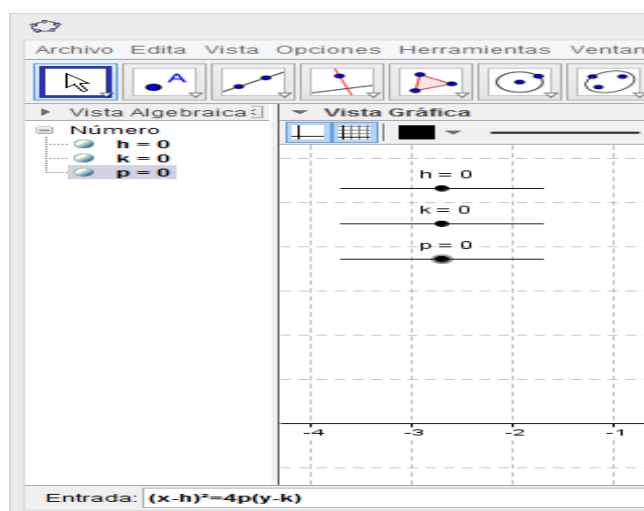 Archivo Edita Vista Opciones Herramientas Ventan
A
Vista Algebraica
Vista Gráfica
Número
h = 0
k = 0
p = 0
h = 0
k = 0
p = 0
-4 -3 -2 -1
Entrada: (x-h)²=4p(y-k)